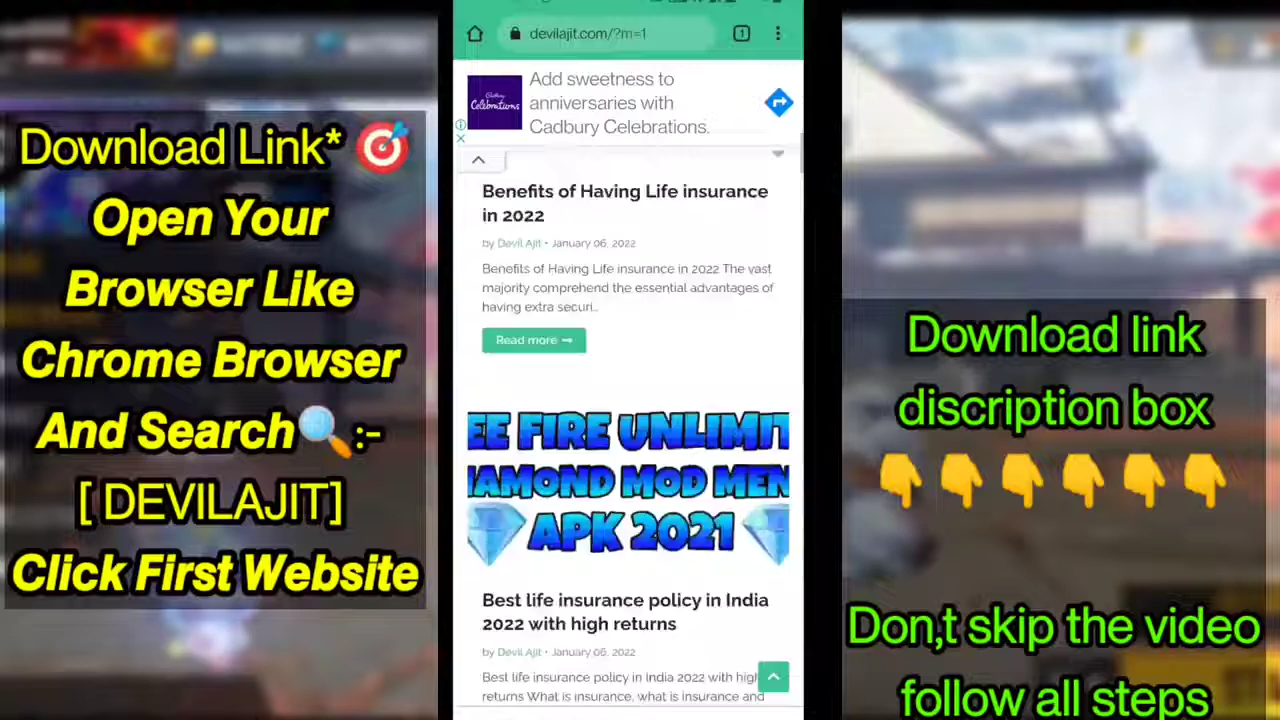 Download Link* 🎯
Open Your
Browser Like
Chrome Browser
And Search🔍:-
[ DEVILAJIT]
Click First Website
devilajit.com/?m=1
1
Cadbury
Celebrations
Add sweetness to
anniversaries with
Cadbury Celebrations.
Benefits of Having Life insurance
in 2022
by Devil Ajit • January 06, 2022
Benefits of Having Life insurance in 2022 The vast
majority comprehend the essential advantages of
having extra securi...
Read more ➞
EE FIRE UNLIMIT
IAMOND MOD MEN
APK 2021
Best life insurance policy in India
2022 with high returns
by Devil Ajit • January 06, 2022
Best life insurance policy in India 2022 with high
returns What is insurance, what is insurance and
Download link
discription box
👇👇👇👇👇👇
Don,t skip the video
follow all steps